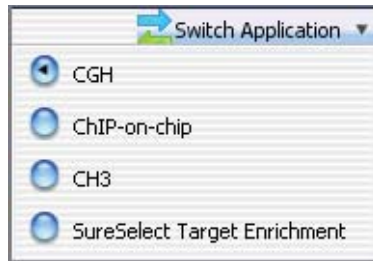 Switch Application
CGH
ChIP-on-chip
CH3
SureSelect Target Enrichment